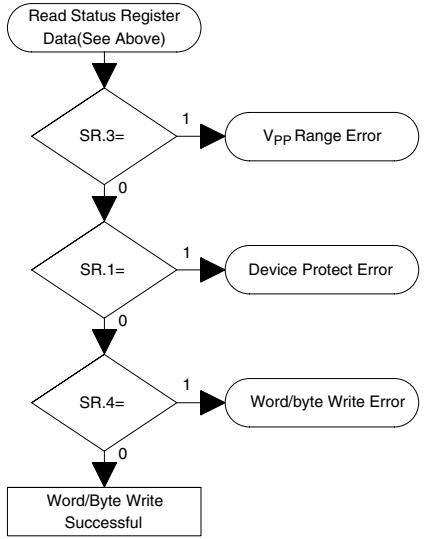 Read Status Register
Data(See Above)
SR.3=
1
VPP Range Error
0
SR.1=
1
Device Protect Error
0
SR.4=
1
Word/byte Write Error
0
Word/Byte Write
Successful